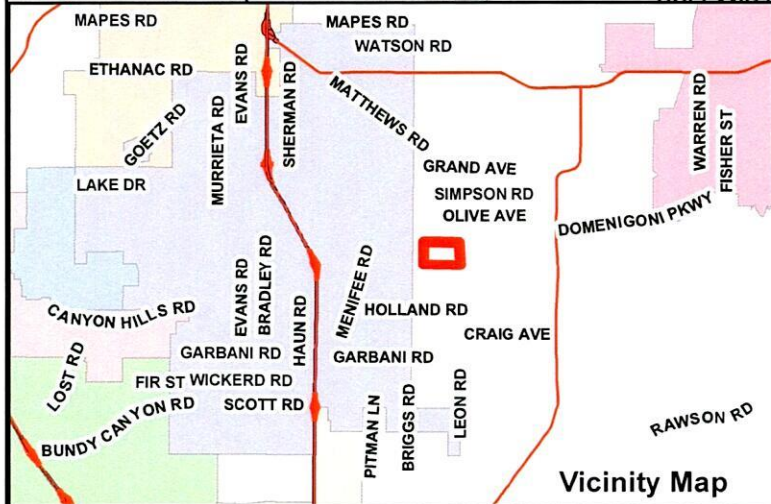 MAPES RD
MAPES RD
WATSON RD
ETHANAC RD
EVANS RD
SHERMAN RD
MATTHEWS RD
GOETZ RD
MURRIETA RD
WARREN RD
FISHER ST
GRAND AVE
LAKE DR
SIMPSON RD
OLIVE AVE
DOMENIGONI PKWY
EVANS RD
BRADLEY RD
HAUN RD
MENIFEE RD
CANYON HILLS RD
HOLLAND RD
CRAIG AVE
LOST RD
GARBANI RD
GARBANI RD
FIR ST
WICKERD RD
SCOTT RD
BUNDY CANYON RD
PITMAN LN
BRIGGS RD
LEON RD
RAWSON RD
Vicinity Map